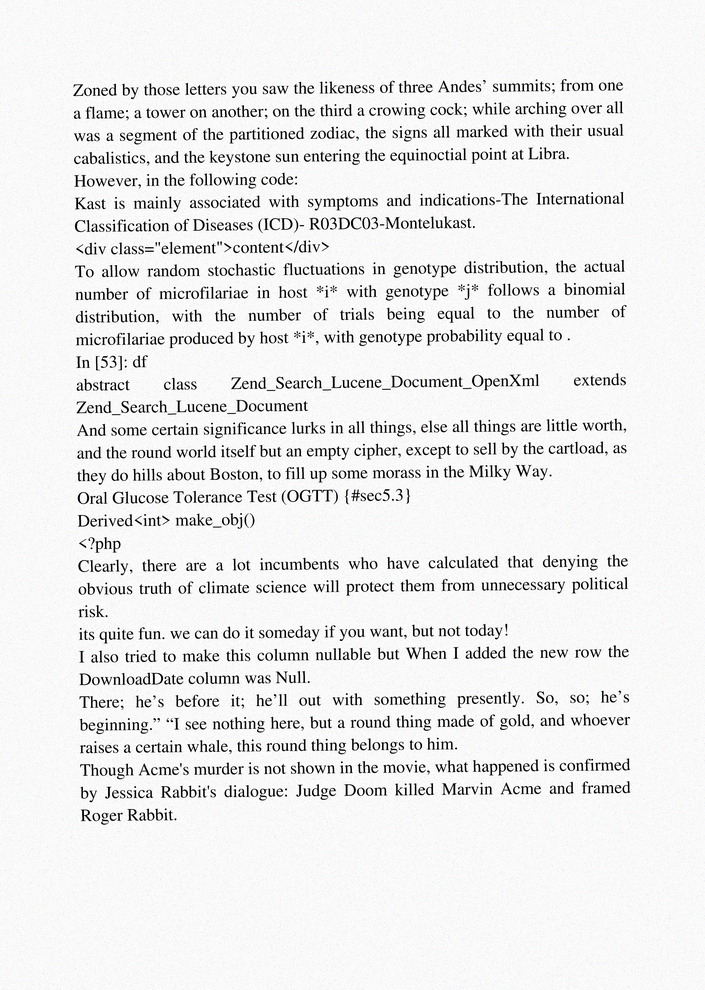 Zoned by those letters you saw the likeness of three Andes’ summits; from one
a flame; a tower on another; on the third a crowing cock; while arching over all
was a segment of the partitioned zodiac, the signs all marked with their usual
cabalistics, and the keystone sun entering the equinoctial point at Libra.
However, in the following code:
Kast is mainly associated with symptoms and indications-The International
Classification of Diseases (ICD)- R03DC03-Montelukast.
<div class="element">content</div>
To allow random stochastic fluctuations in genotype distribution, the actual
number of microfilariae in host *i* with genotype *j* follows a binomial
distribution, with the number of trials being equal to the number of
microfilariae produced by host *i*, with genotype probability equal to .
In [53]: df
abstract class Zend_Search_Lucene_Document_OpenXml extends
Zend_Search_Lucene_Document
And some certain significance lurks in all things, else all things are little worth,
and the round world itself but an empty cipher, except to sell by the cartload, as
they do hills about Boston, to fill up some morass in the Milky Way.
Oral Glucose Tolerance Test (OGTT) {#sec5.3}
Derived<int> make_obj()
<?php
Clearly, there are a lot incumbents who have calculated that denying the
obvious truth of climate science will protect them from unnecessary political
risk.
its quite fun. we can do it someday if you want, but not today!
I also tried to make this column nullable but When I added the new row the
DownloadDate column was Null.
There; he’s before it; he’ll out with something presently. So, so; he’s
beginning.” “I see nothing here, but a round thing made of gold, and whoever
raises a certain whale, this round thing belongs to him.
Though Acme's murder is not shown in the movie, what happened is confirmed
by Jessica Rabbit's dialogue: Judge Doom killed Marvin Acme and framed
Roger Rabbit.